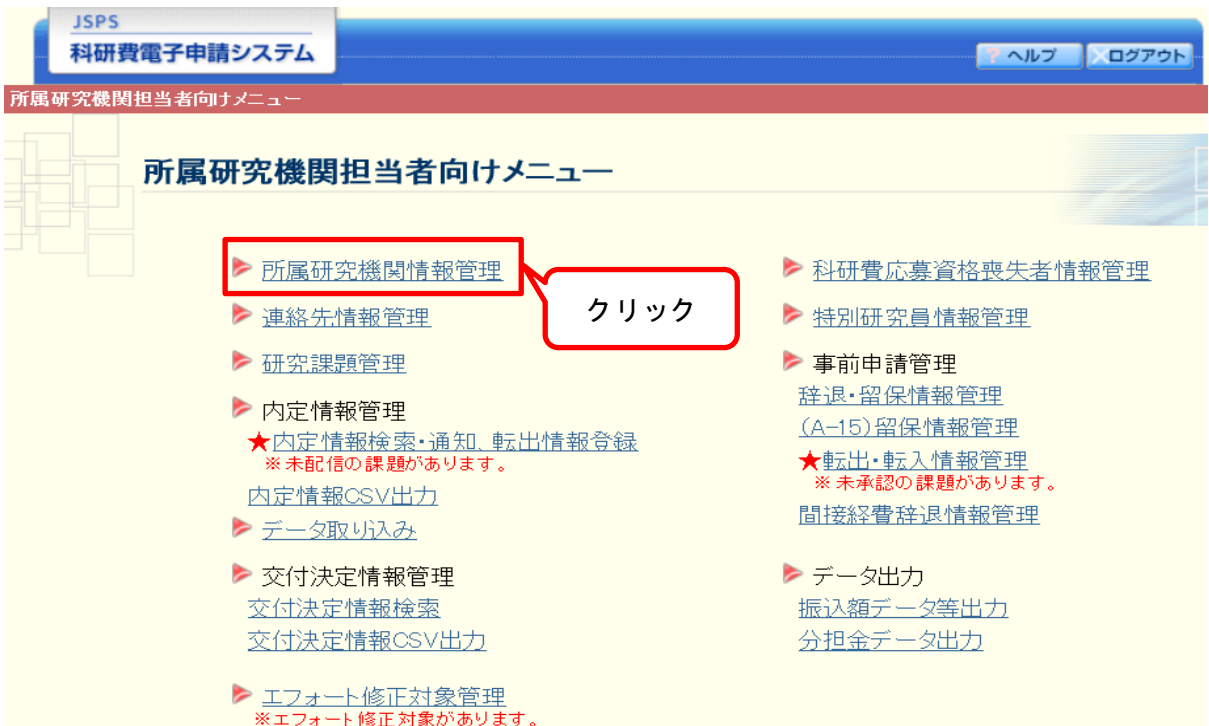 JSPS
科研費電子申請システム
? ヘルプ
×ログアウト
所属研究機関担当者向けメニュー
所属研究機関担当者向けメニュー
所属研究機関情報管理
クリック
連絡先情報管理
研究課題管理
内定情報管理
★内定情報検索・通知、転出情報登録
※未配信の課題があります。
内定情報CSV出力
データ取り込み
交付決定情報管理
交付決定情報検索
交付決定情報CSV出力
エフォート修正対象管理
※エフォート修正対象があります。
科研費応募資格喪失者情報管理
特別研究員情報管理
事前申請管理
辞退・留保情報管理
(A-15)留保情報管理
★転出・転入情報管理
※未承認の課題があります。
間接経費辞退情報管理
データ出力
振込額データ等出力
分担金データ出力